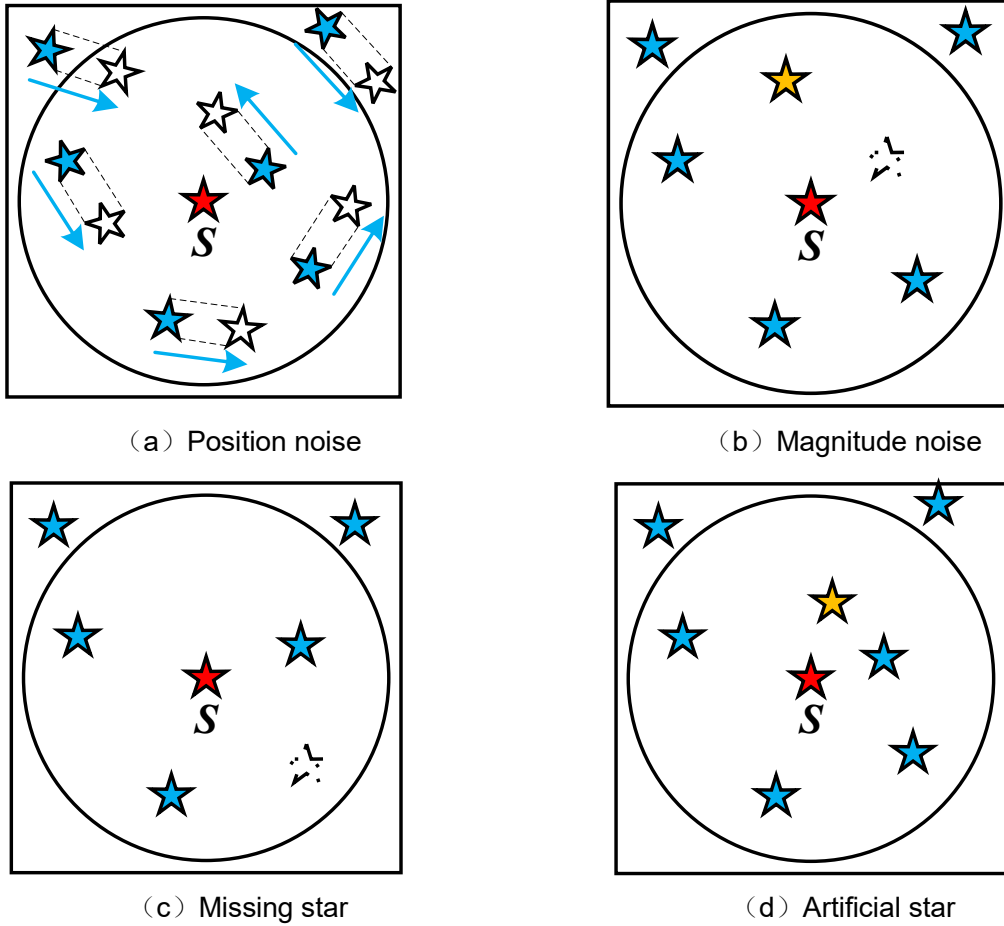 S
S
（a）Position noise
（b）Magnitude noise
S
S
（c）Missing star
（d）Artificial star